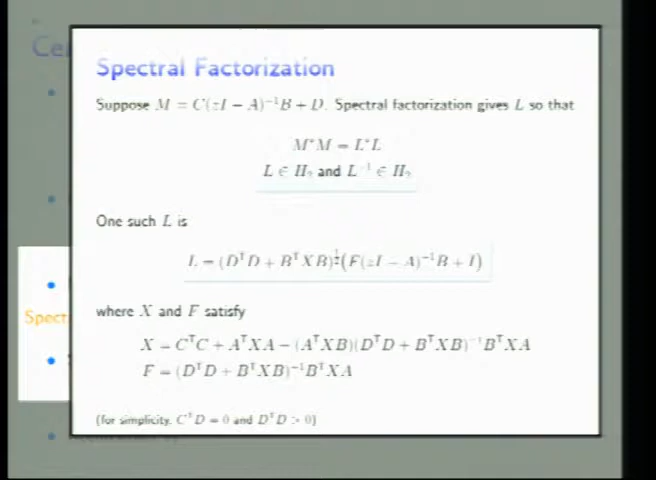 Cen
Spectral Factorization
Suppose M = C(zI − A)⁻¹B + D. Spectral factorization gives L so that
M*M = L*L
L ∈ H₂ and L⁻¹ ∈ H₂
One such L is
L = (DᵀD + BᵀXB)^½(F(zI − A)⁻¹B + I)
where X and F satisfy
Spect
X = CᵀC + AᵀXA − (AᵀXB)(DᵀD + BᵀXB)⁻¹BᵀXA
F = (DᵀD + BᵀXB)⁻¹BᵀXA
(for simplicity, CᵀD = 0 and DᵀD > 0)